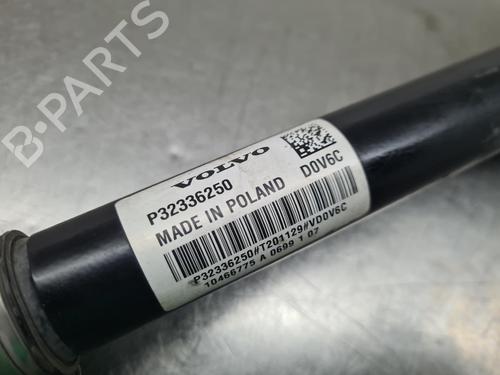 B-PARTS
VOLVO
P32336250
MADE IN POLAND
D0V6C
P32336250#T201129#VD0V6C
10466775 A 0699 1 07